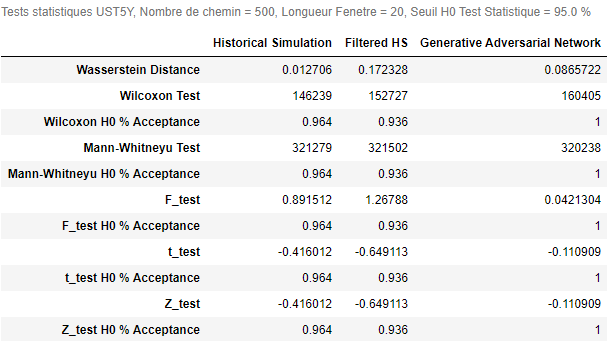 Tests statistiques UST5Y, Nombre de chemin = 500, Longueur Fenetre = 20, Seuil H0 Test Statistique = 95.0 %
Historical Simulation Filtered HS Generative Adversarial Network
Wasserstein Distance 0.012706 0.172328 0.0865722
Wilcoxon Test 146239 152727 160405
Wilcoxon H0 % Acceptance 0.964 0.936 1
Mann-Whitneyu Test 321279 321502 320238
Mann-Whitneyu H0 % Acceptance 0.964 0.936 1
F_test 0.891512 1.26788 0.0421304
F_test H0 % Acceptance 0.964 0.936 1
t_test -0.416012 -0.649113 -0.110909
t_test H0 % Acceptance 0.964 0.936 1
Z_test -0.416012 -0.649113 -0.110909
Z_test H0 % Acceptance 0.964 0.936 1